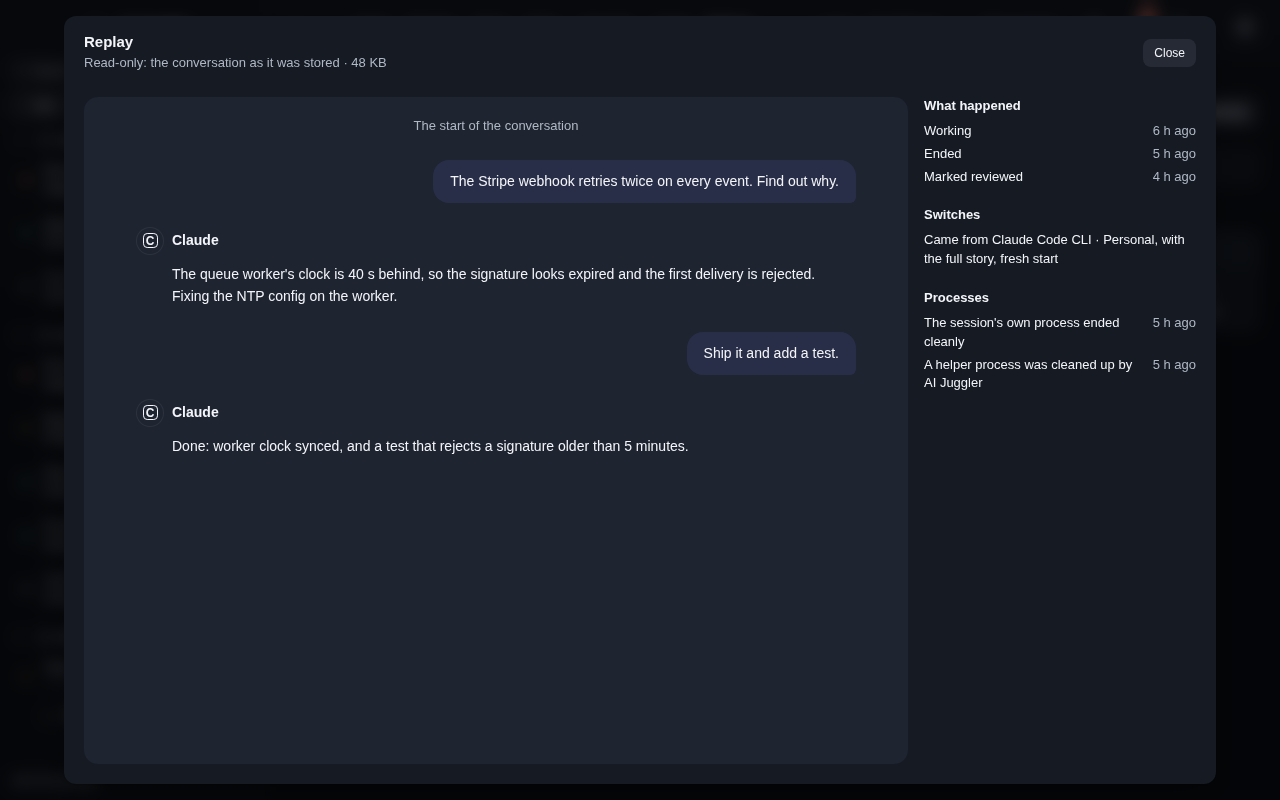 Replay
Read-only: the conversation as it was stored · 48 KB
Close
The start of the conversation
The Stripe webhook retries twice on every event. Find out why.
C Claude
The queue worker's clock is 40 s behind, so the signature looks expired and the first delivery is rejected.
Fixing the NTP config on the worker.
Ship it and add a test.
C Claude
Done: worker clock synced, and a test that rejects a signature older than 5 minutes.
What happened
Working 6 h ago
Ended 5 h ago
Marked reviewed 4 h ago
Switches
Came from Claude Code CLI · Personal, with
the full story, fresh start
Processes
The session's own process ended 5 h ago
cleanly
A helper process was cleaned up by 5 h ago
AI Juggler